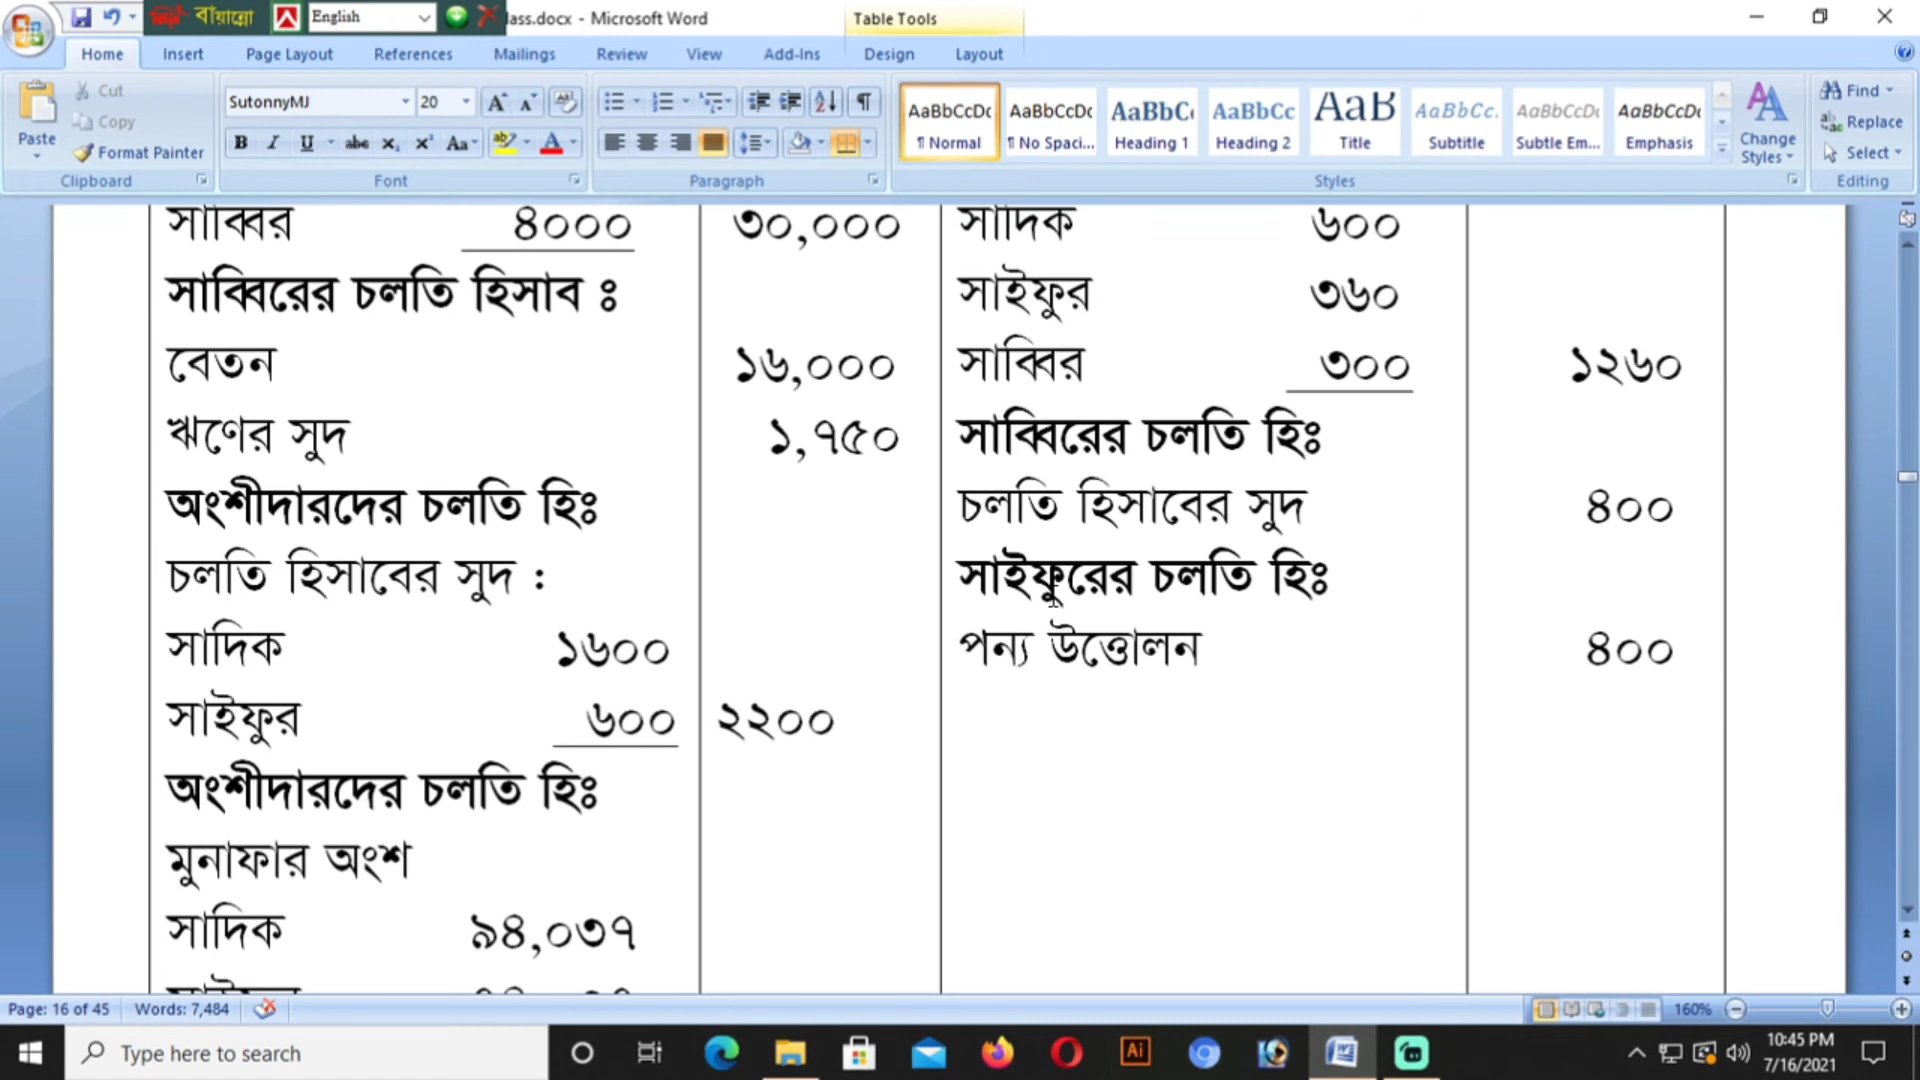 বায়ান্নো English lass.docx - Microsoft Word Table Tools
Home Insert Page Layout References Mailings Review View Add-Ins Design Layout
Paste Cut Copy Format Painter Clipboard
SutonnyMJ 20 Font
Paragraph
AaBbCcDc AaBbCcDc AaBbC AaBbCc AaB AaBbCc. AaBbCcDc AaBbCcDc
¶ Normal ¶ No Spaci... Heading 1 Heading 2 Title Subtitle Subtle Em... Emphasis Change Styles
Styles
Find Replace Select Editing
সাব্বির ৪০০০ ৩০,০০০ সাদিক ৬০০
সাব্বিরের চলতি হিসাব ঃ সাইফুর ৩৬০
বেতন ১৬,০০০ সাব্বির ৩০০ ১২৬০
ঋণের সুদ ১,৭৫০ সাব্বিরের চলতি হিঃ
অংশীদারদের চলতি হিঃ চলতি হিসাবের সুদ ৪০০
চলতি হিসাবের সুদ : সাইফুরের চলতি হিঃ
সাদিক ১৬০০ পন্য উত্তোলন ৪০০
সাইফুর ৬০০ ২২০০
অংশীদারদের চলতি হিঃ
মুনাফার অংশ
সাদিক ৯৪,০৩৭
Page: 16 of 45 Words: 7,484 160%
Type here to search Ai 10:45 PM
7/16/2021